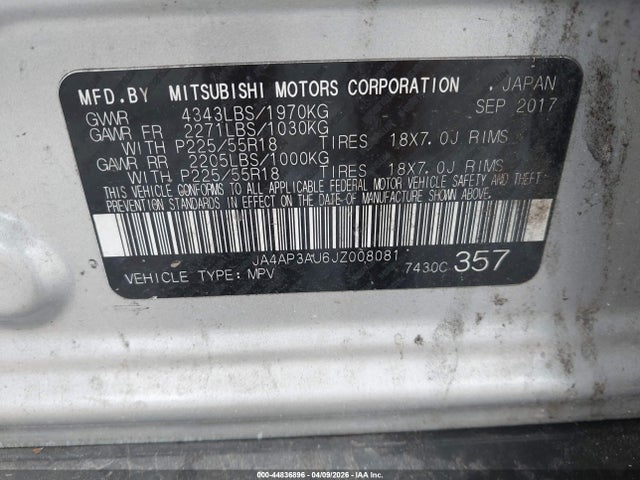 MFD.BY MITSUBISHI MOTORS CORPORATION , JAPAN
GVWR 4343LBS/1970KG SEP 2017
GAWR FR 2271LBS/1030KG
WITH P225/55R18 TIRES 18X7.0J RIMS
GAWR RR 2205LBS/1000KG
WITH P225/55R18 TIRES 18X7.0J RIMS
THIS VEHICLE CONFORMS TO ALL APPLICABLE FEDERAL MOTOR VEHICLE SAFETY AND THEFT
PREVENTION STANDARDS IN EFFECT ON THE DATE OF MANUFACTURE SHOWN ABOVE.
JA4AP3AU6JZ008081
VEHICLE TYPE: MPV 7430C 357
000-44836896 - 04/09/2026 - IAA Inc.